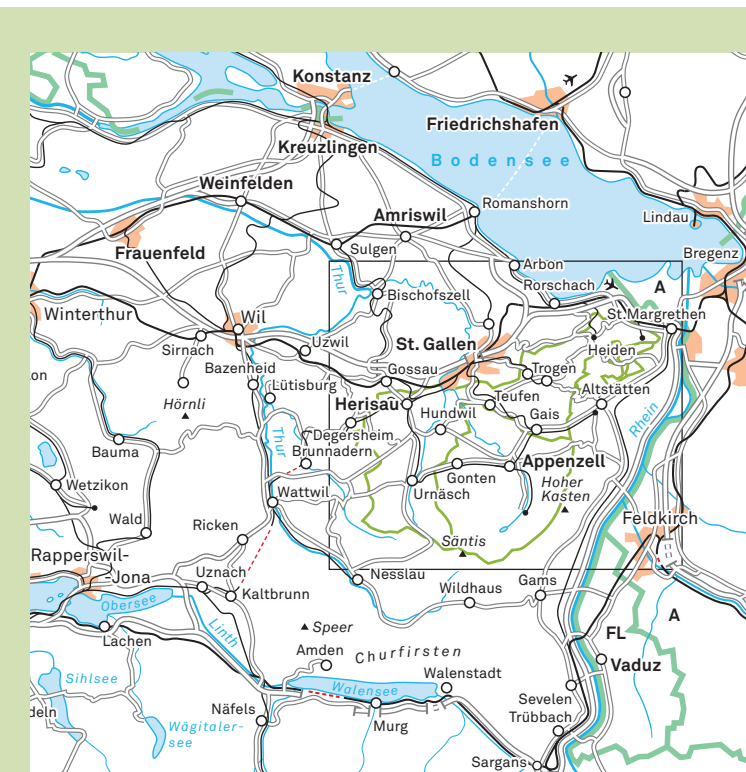 Konstanz
Friedrichshafen
Kreuzlingen
Bodensee
Weinfelden
Romanshorn
Amriswil
Lindau
Frauenfeld
Sulgen
Bregenz
Arbon
Thur
A
Rorschach
Bischofszell
Winterthur
Wil
St.Margrethen
St. Gallen
Uzwil
Sirnach
Heiden
Bazenheid
Gossau
Trogen
kon
Lütisburg
Altstätten
Hörnli
Herisau
Teufen
Hundwil
Gais
Rhein
Thur
Degersheim
Bauma
Brunnadern
Appenzell
Gonten
Wetzikon
Hoher
Kasten
Wattwil
Urnäsch
Wald
Ricken
Feldkirch
Säntis
Rapperswil-
-Jona
Uznach
Nesslau
Gams
Kaltbrunn
Wildhaus
Obersee
A
Linth
Speer
FL
Lachen
Amden
Churfirsten
Vaduz
Walenstadt
Sihlsee
Walensee
Sevelen
deln
Näfels
Trübbach
Wägitaler-
see
Murg
Sargans